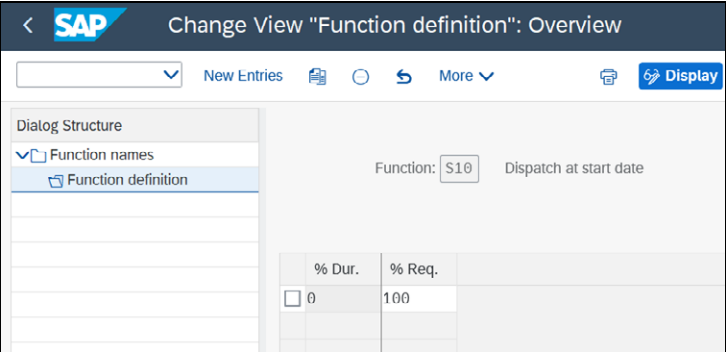 SAP Change View "Function definition": Overview
New Entries More Display
Dialog Structure
Function names
Function definition
Function: S10 Dispatch at start date
% Dur. % Req.
0 100